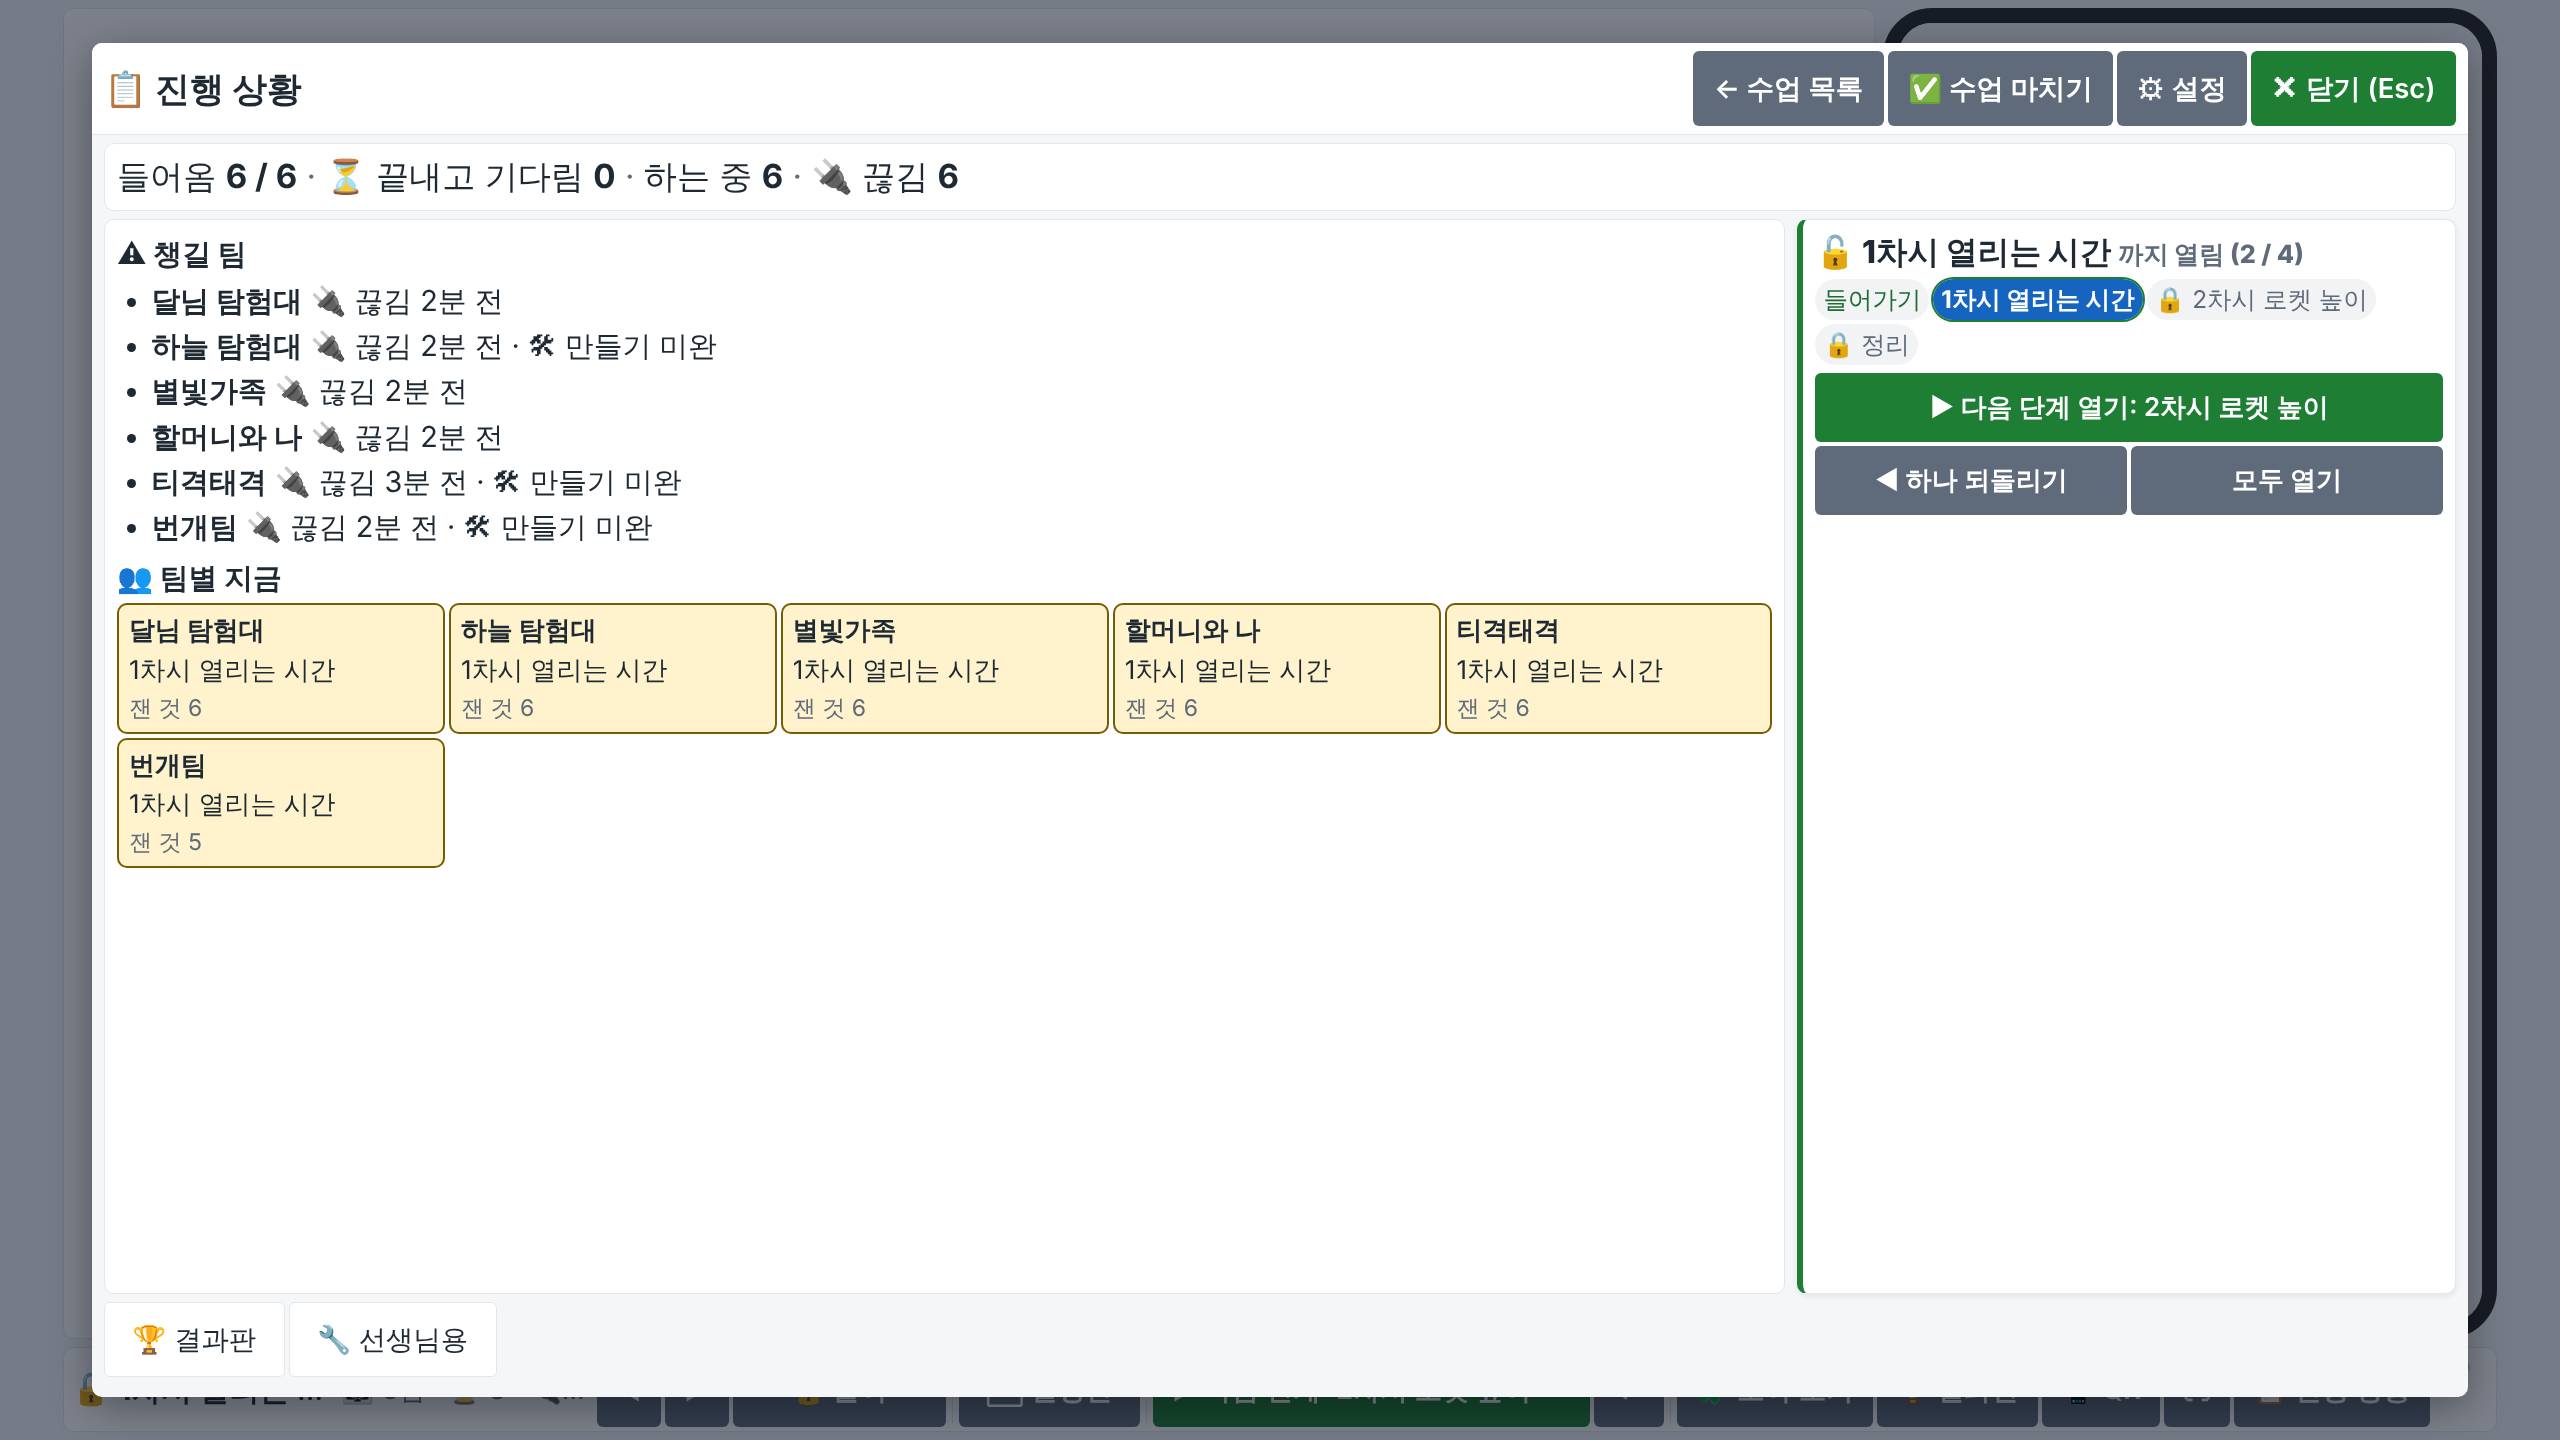 📋 진행 상황
← 수업 목록
✅ 수업 마치기
⚙ 설정
✕ 닫기 (Esc)
들어옴 6 / 6 · ⏳ 끝내고 기다림 0 · 하는 중 6 · 🔌 끊김 6
⚠ 챙길 팀
• 달님 탐험대 🔌 끊김 2분 전
• 하늘 탐험대 🔌 끊김 2분 전 · 🛠 만들기 미완
• 별빛가족 🔌 끊김 2분 전
• 할머니와 나 🔌 끊김 2분 전
• 티격태격 🔌 끊김 3분 전 · 🛠 만들기 미완
• 번개팀 🔌 끊김 2분 전 · 🛠 만들기 미완
👥 팀별 지금
달님 탐험대
1차시 열리는 시간
잰 것 6
하늘 탐험대
1차시 열리는 시간
잰 것 6
별빛가족
1차시 열리는 시간
잰 것 6
할머니와 나
1차시 열리는 시간
잰 것 6
티격태격
1차시 열리는 시간
잰 것 6
번개팀
1차시 열리는 시간
잰 것 5
🔓 1차시 열리는 시간 까지 열림 (2 / 4)
들어가기 1차시 열리는 시간 🔒 2차시 로켓 높이
🔒 정리
▶ 다음 단계 열기: 2차시 로켓 높이
◀ 하나 되돌리기
모두 열기
🏆 결과판
🔧 선생님용